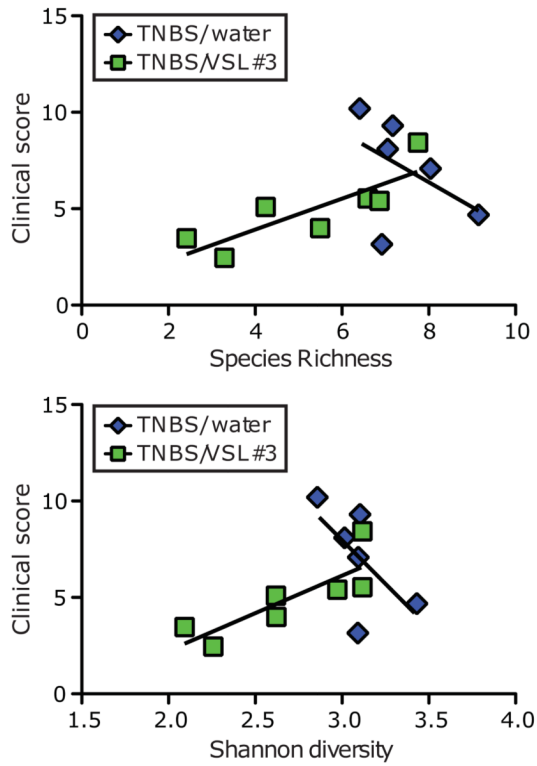 15
TNBS/water
TNBS/VSL#3
10
5
0
Clinical score
0 2 4 6 8 10
Species Richness
15
TNBS/water
TNBS/VSL#3
10
5
0
Clinical score
1.5 2.0 2.5 3.0 3.5 4.0
Shannon diversity